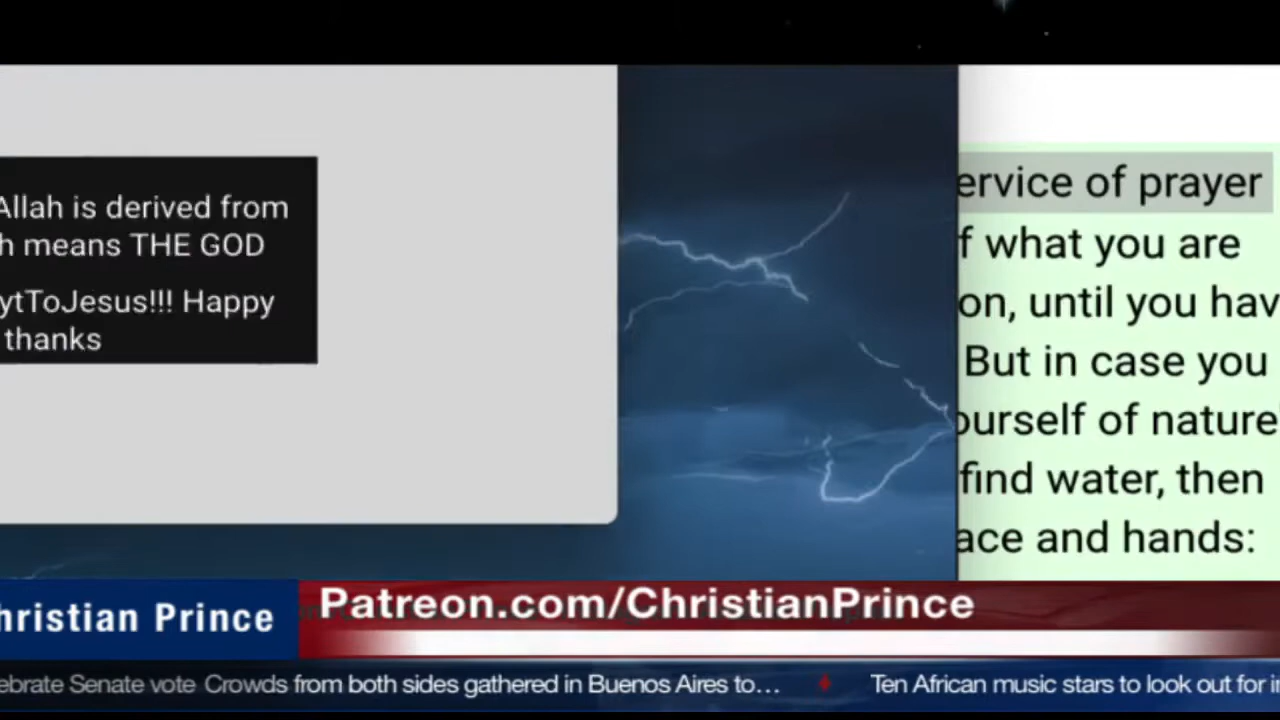 Allah is derived from
h means THE GOD
ytToJesus!!! Happy
thanks
ervice of prayer
f what you are
on, until you hav
But in case you
ourself of nature'
find water, then
ace and hands:
hristian Prince
Patreon.com/ChristianPrince
ebrate Senate vote Crowds from both sides gathered in Buenos Aires to… Ten African music stars to look out for in